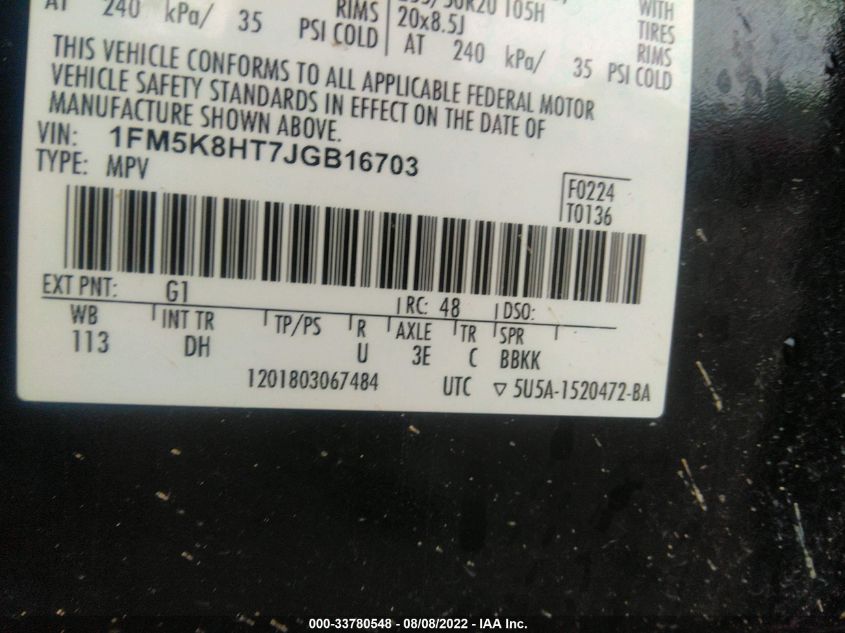 AT 240 kPa/ 35 PSI COLD
RIMS
20x8.5J
AT 240 kPa/ 35 PSI COLD
WITH
TIRES
RIMS
THIS VEHICLE CONFORMS TO ALL APPLICABLE FEDERAL MOTOR
VEHICLE SAFETY STANDARDS IN EFFECT ON THE DATE OF
MANUFACTURE SHOWN ABOVE.
VIN: 1FM5K8HT7JGB16703
TYPE: MPV
F0224
T0136
EXT PNT: G1 RC: 48 DSO:
WB INT TR TP/PS R AXLE TR SPR
113 DH U 3E C BBKK
1201803067484 UTC ▽ 5U5A-1520472-BA
000-33780548 - 08/08/2022 - IAA Inc.